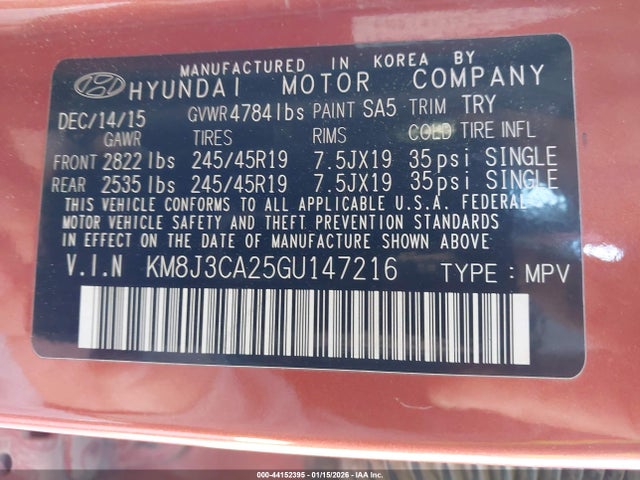 MANUFACTURED IN KOREA BY
HYUNDAI MOTOR COMPANY
DEC/14/15 GVWR 4784 lbs PAINT SA5 TRIM TRY
GAWR TIRES RIMS COLD TIRE INFL
FRONT 2822 lbs 245/45R19 7.5JX19 35psi SINGLE
REAR 2535 lbs 245/45R19 7.5JX19 35psi SINGLE
THIS VEHICLE CONFORMS TO ALL APPLICABLE U.S.A. FEDERAL
MOTOR VEHICLE SAFETY AND THEFT PREVENTION STANDARDS
IN EFFECT ON THE DATE OF MANUFACTURE SHOWN ABOVE.
V.I.N KM8J3CA25GU147216 TYPE : MPV
000-44152395 - 01/15/2026 - IAAI.COM